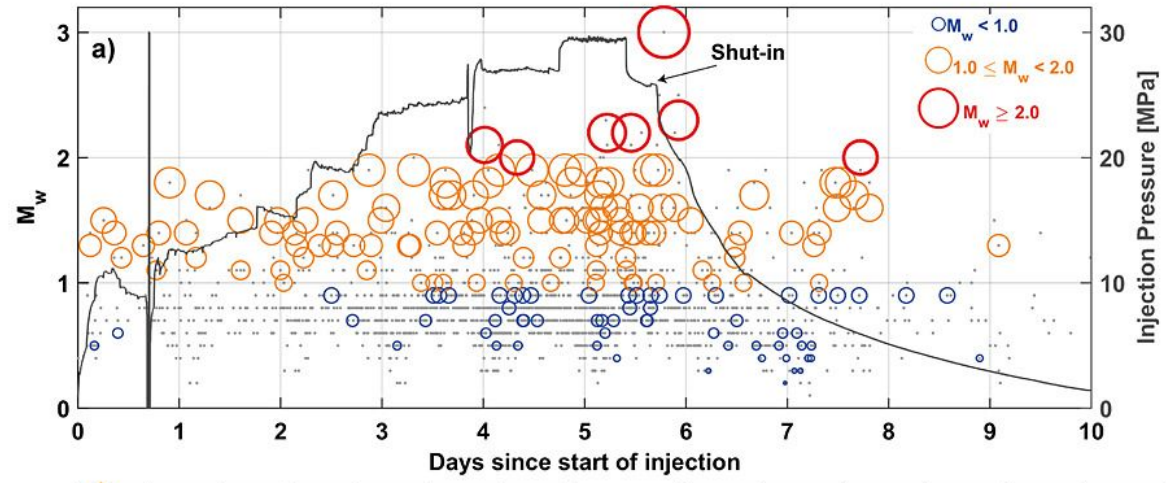 a)
Shut-in
Mw < 1.0
1.0 ≤ Mw < 2.0
Mw ≥ 2.0
3
2
1
0
Mw
30
20
10
0
Injection Pressure [MPa]
0 1 2 3 4 5 6 7 8 9 10
Days since start of injection